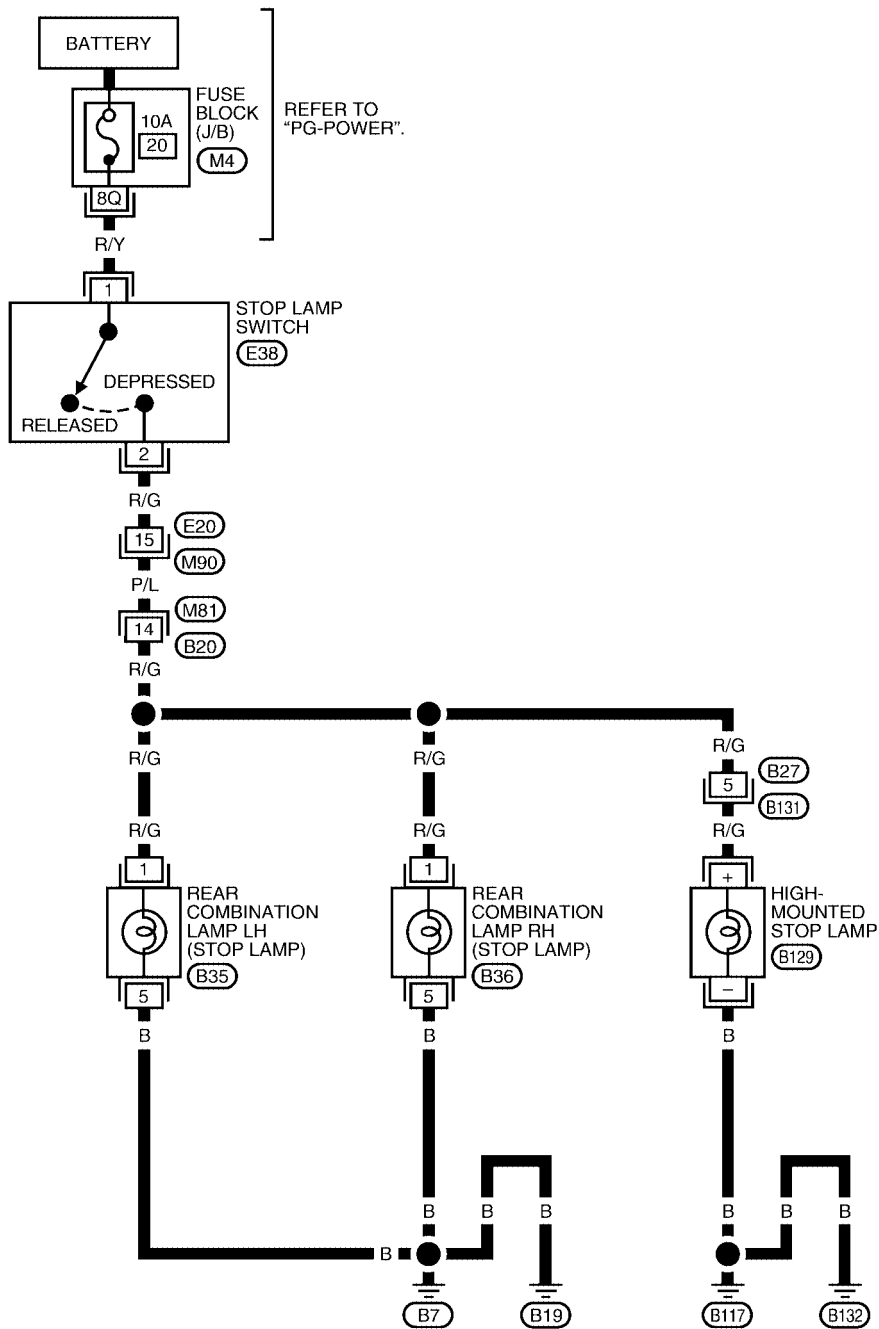 BATTERY
FUSE
BLOCK
(J/B)
M4
10A
20
REFER TO
"PG-POWER".
8Q
R/Y
1
STOP LAMP
SWITCH
E38
DEPRESSED
RELEASED
2
R/G
15
E20
M90
P/L
14
M81
B20
R/G
R/G
R/G
R/G
5
B27
B131
R/G
R/G
R/G
1
1
+
REAR
COMBINATION
LAMP LH
(STOP LAMP)
B35
REAR
COMBINATION
LAMP RH
(STOP LAMP)
B36
HIGH-
MOUNTED
STOP LAMP
B129
5
5
–
B
B
B
B
B
B
B
B
B
B
B7
B19
B117
B132